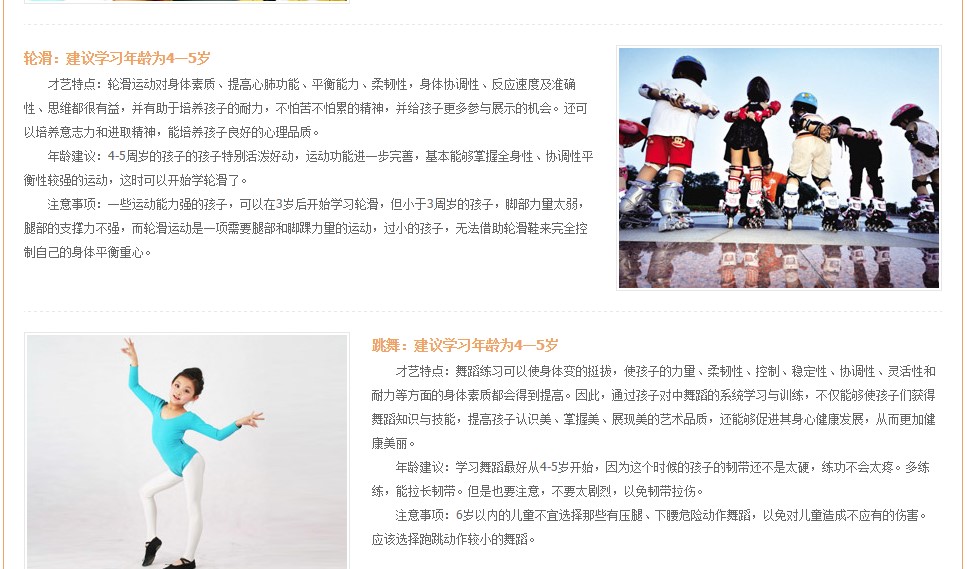 轮滑：建议学习年龄为4—5岁
才艺特点：轮滑运动对身体素质、提高心肺功能、平衡能力、柔韧性，身体协调性、反应速度及准确
性、思维都很有益，并有助于培养孩子的耐力，不怕苦不怕累的精神，并给孩子更多参与展示的机会。还可
以培养意志力和进取精神，能培养孩子良好的心理品质。
年龄建议：4-5周岁的孩子的孩子特别活泼好动，运动功能进一步完善，基本能够掌握全身性、协调性平
衡性较强的运动，这时可以开始学轮滑了。
注意事项：一些运动能力强的孩子，可以在3岁后开始学习轮滑，但小于3周岁的孩子，脚部力量太弱，
腿部的支撑力不强，而轮滑运动是一项需要腿部和脚踝力量的运动，过小的孩子，无法借助轮滑鞋来完全控
制自己的身体平衡重心。
跳舞：建议学习年龄为4—5岁
才艺特点：舞蹈练习可以使身体变的挺拔，使孩子的力量、柔韧性、控制、稳定性、协调性、灵活性和
耐力等方面的身体素质都会得到提高。因此，通过孩子对中舞蹈的系统学习与训练，不仅能够使孩子们获得
舞蹈知识与技能，提高孩子认识美、掌握美、展现美的艺术品质，还能够促进其身心健康发展，从而更加健
康美丽。
年龄建议：学习舞蹈最好从4-5岁开始，因为这个时候的孩子的韧带还不是太硬，练功不会太疼。多练
练，能拉长韧带。但是也要注意，不要太剧烈，以免韧带拉伤。
注意事项：6岁以内的儿童不宜选择那些有压腿、下腰危险动作舞蹈，以免对儿童造成不应有的伤害。
应该选择跑跳动作较小的舞蹈。